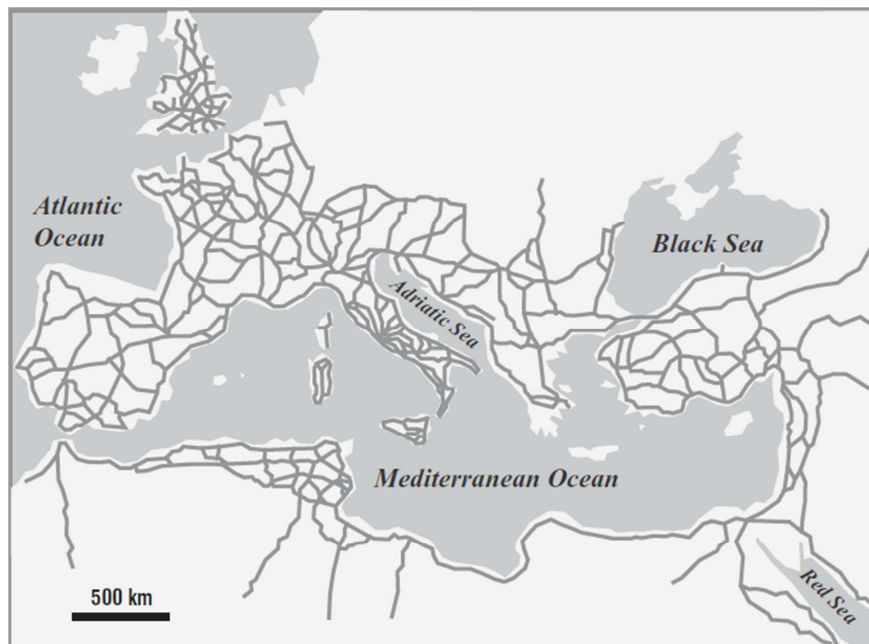 Atlantic
Ocean
Black Sea
Adriatic Sea
Mediterranean Ocean
500 km
Red Sea